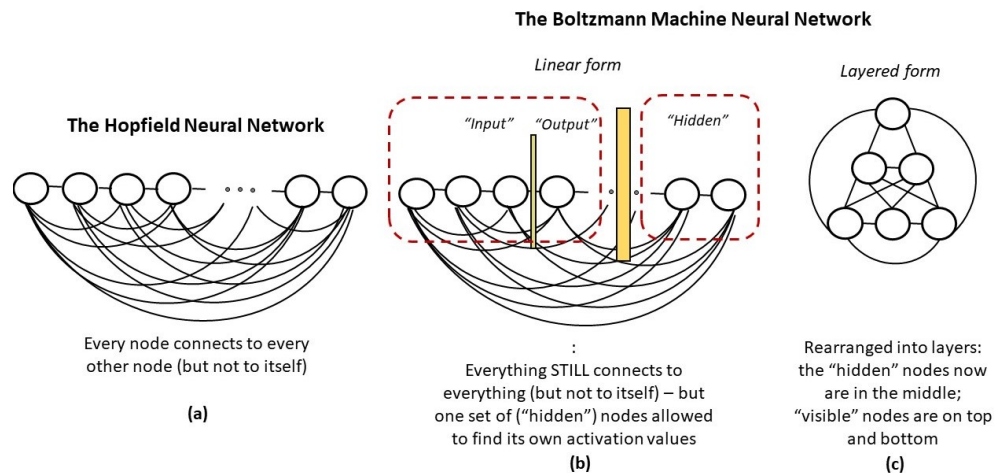 The Boltzmann Machine Neural Network
Linear form
Layered form
The Hopfield Neural Network
“Input”
“Output”
“Hidden”
Every node connects to every
other node (but not to itself)
(a)
:
Everything STILL connects to
everything (but not to itself) – but
one set of (“hidden”) nodes allowed
to find its own activation values
(b)
Rearranged into layers:
the “hidden” nodes now
are in the middle;
“visible” nodes are on top
and bottom
(c)